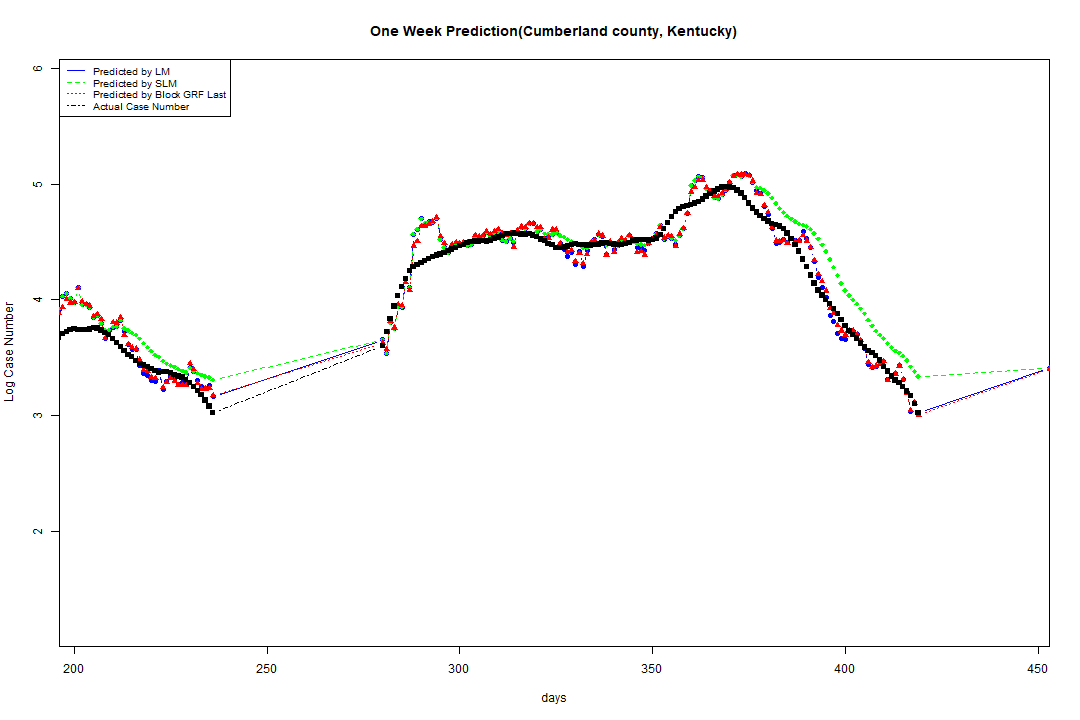 One Week Prediction(Cumberland county, Kentucky)
Predicted by LM
Predicted by SLM
Predicted by Block GRF Last
Actual Case Number
6
5
4
3
2
Log Case Number
200 250 300 350 400 450
days